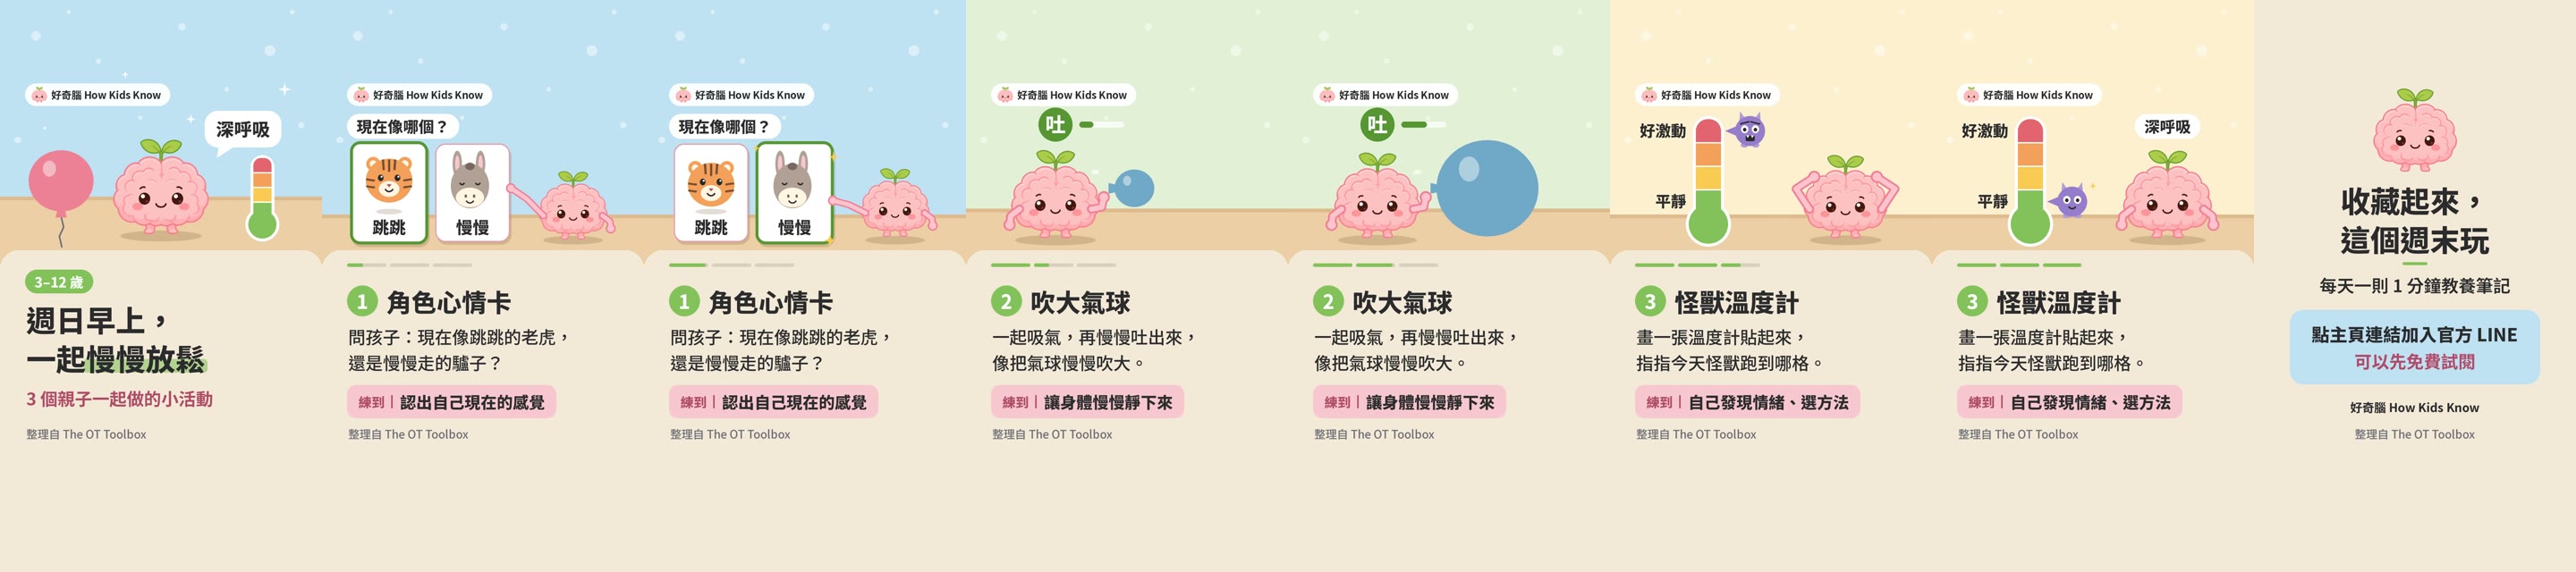 好奇腦 How Kids Know
深呼吸
3–12 歲
週日早上，
一起慢慢放鬆
3 個親子一起做的小活動
整理自 The OT Toolbox
好奇腦 How Kids Know
現在像哪個？
跳跳
慢慢
1 角色心情卡
問孩子：現在像跳跳的老虎，
還是慢慢走的驢子？
練到｜認出自己現在的感覺
整理自 The OT Toolbox
好奇腦 How Kids Know
現在像哪個？
跳跳
慢慢
1 角色心情卡
問孩子：現在像跳跳的老虎，
還是慢慢走的驢子？
練到｜認出自己現在的感覺
整理自 The OT Toolbox
好奇腦 How Kids Know
吐
2 吹大氣球
一起吸氣，再慢慢吐出來，
像把氣球慢慢吹大。
練到｜讓身體慢慢靜下來
整理自 The OT Toolbox
好奇腦 How Kids Know
吐
2 吹大氣球
一起吸氣，再慢慢吐出來，
像把氣球慢慢吹大。
練到｜讓身體慢慢靜下來
整理自 The OT Toolbox
好奇腦 How Kids Know
好激動
平靜
3 怪獸溫度計
畫一張溫度計貼起來，
指指今天怪獸跑到哪格。
練到｜自己發現情緒、選方法
整理自 The OT Toolbox
好奇腦 How Kids Know
好激動
深呼吸
平靜
3 怪獸溫度計
畫一張溫度計貼起來，
指指今天怪獸跑到哪格。
練到｜自己發現情緒、選方法
整理自 The OT Toolbox
收藏起來，
這個週末玩
每天一則 1 分鐘教養筆記
點主頁連結加入官方 LINE
可以先免費試閱
好奇腦 How Kids Know
整理自 The OT Toolbox